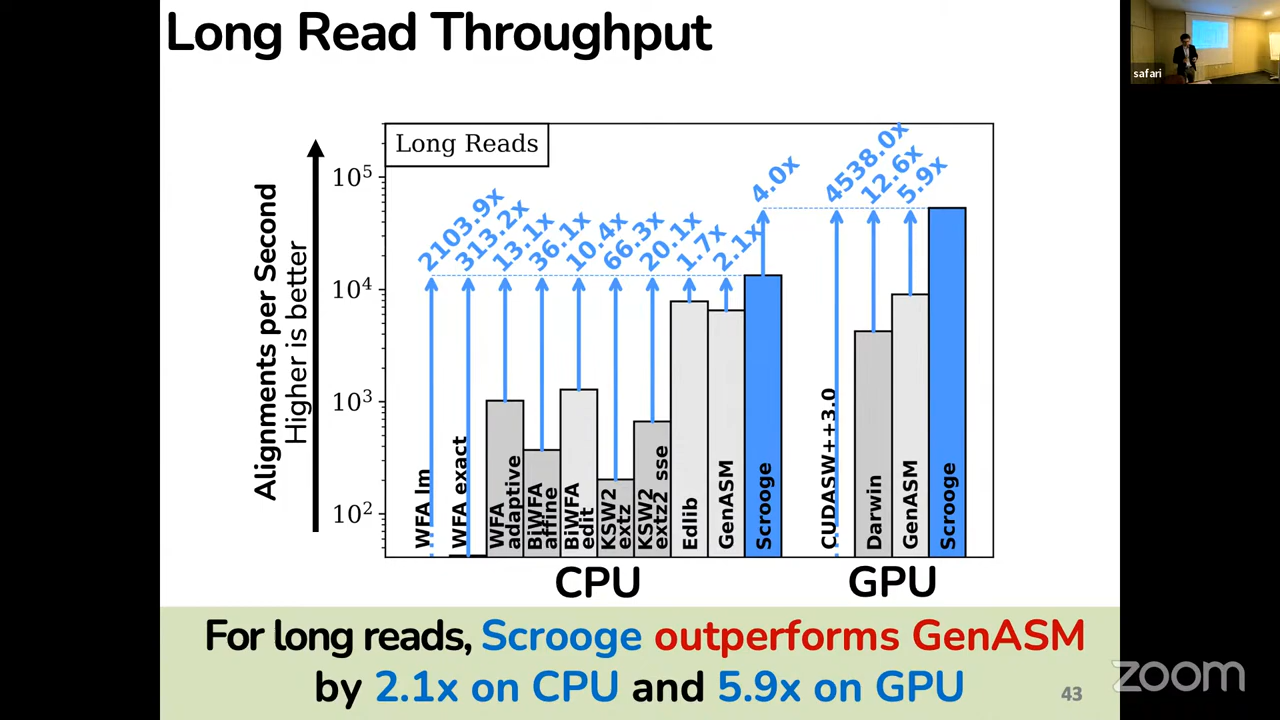 Long Read Throughput
safari
Long Reads
Alignments per Second
Higher is better
10^5
10^4
10^3
10^2
2103.9x
313.2x
13.1x
36.1x
10.4x
66.3x
20.1x
1.7x
2.1x
4.0x
4538.0x
12.6x
5.9x
WFA lm
WFA exact
WFA
adaptive
BiWFA
affine
BiWFA
edit
KSW2
extz
KSW2
extz2_sse
Edlib
GenASM
Scrooge
CUDASW++3.0
Darwin
GenASM
Scrooge
CPU
GPU
For long reads, Scrooge outperforms GenASM
by 2.1x on CPU and 5.9x on GPU
43
zoom